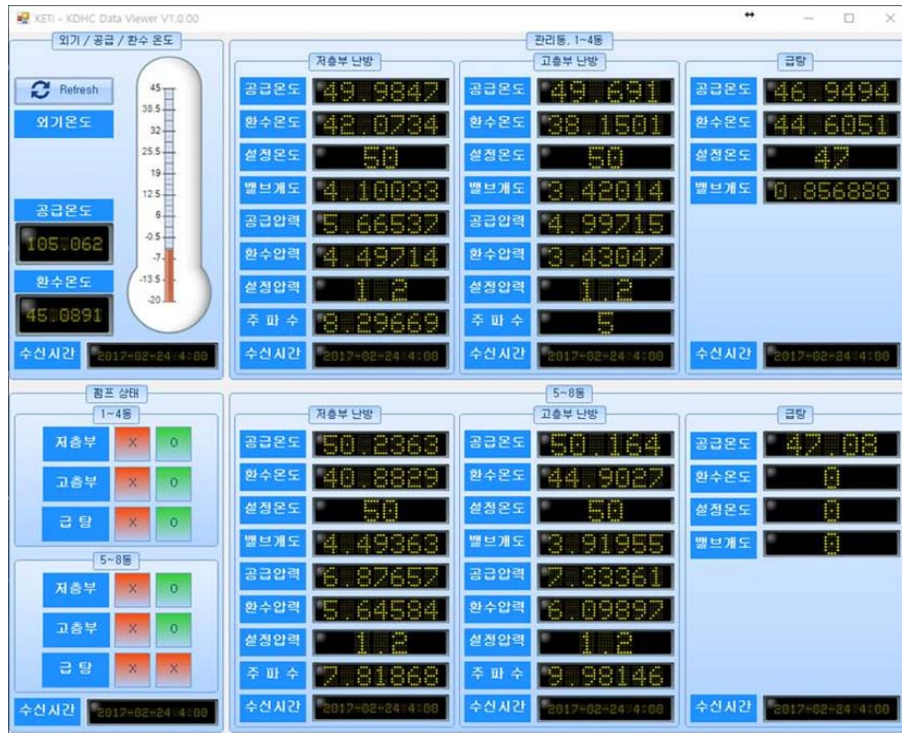 KETI - KDHC Data Viewer V1.0.00
외기 / 공급 / 환수 온도
Refresh
45
38.5
32
25.5
19
12.5
6
-0.5
-7
-13.5
-20
외기온도
공급온도
105.062
환수온도
45.0891
수신시간 2017-02-24 4:00
관리동, 1~4동
저층부 난방
공급온도 49.9847
환수온도 42.0734
설정온도 50
밸브개도 4.10033
공급압력 5.66537
환수압력 4.49714
설정압력 1.2
주 파 수 8.29669
수신시간 2017-02-24 4:00
고층부 난방
공급온도 49.691
환수온도 38.1501
설정온도 50
밸브개도 3.42014
공급압력 4.99715
환수압력 3.43047
설정압력 1.2
주 파 수 5
수신시간 2017-02-24 4:00
급탕
공급온도 46.9494
환수온도 44.6051
설정온도 47
밸브개도 0.856888
수신시간 2017-02-24 4:00
펌프 상태
1~4동
저층부 X O
고층부 X O
급 탕 X O
5~8동
저층부 X O
고층부 X O
급 탕 X X
수신시간 2017-02-24 4:00
5~8동
저층부 난방
공급온도 50.2363
환수온도 40.8829
설정온도 50
밸브개도 4.49363
공급압력 6.87657
환수압력 5.64584
설정압력 1.2
주 파 수 7.81868
수신시간 2017-02-24 4:00
고층부 난방
공급온도 50.164
환수온도 44.9027
설정온도 50
밸브개도 3.91955
공급압력 7.33361
환수압력 6.09897
설정압력 1.2
주 파 수 9.98146
수신시간 2017-02-24 4:00
급탕
공급온도 47.08
환수온도 0
설정온도 0
밸브개도 0
수신시간 2017-02-24 4:00